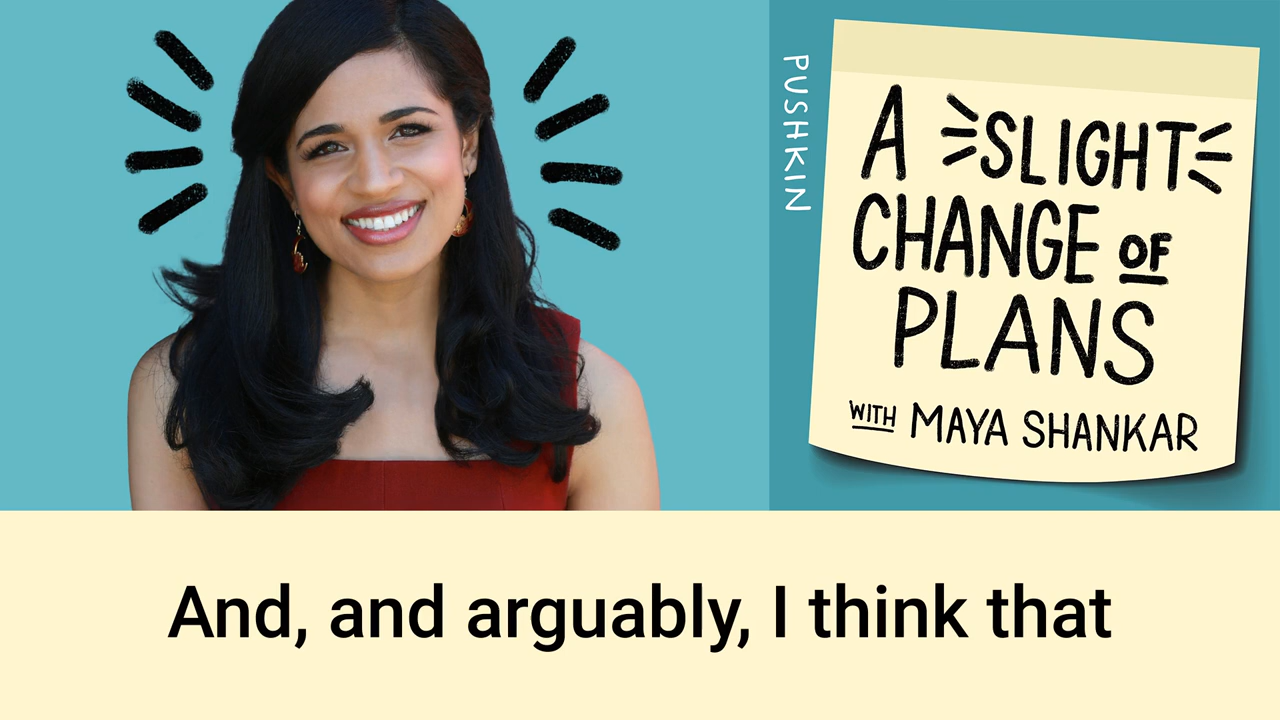 PUSHKIN
A SLIGHT
CHANGE OF
PLANS
WITH MAYA SHANKAR
And, and arguably, I think that